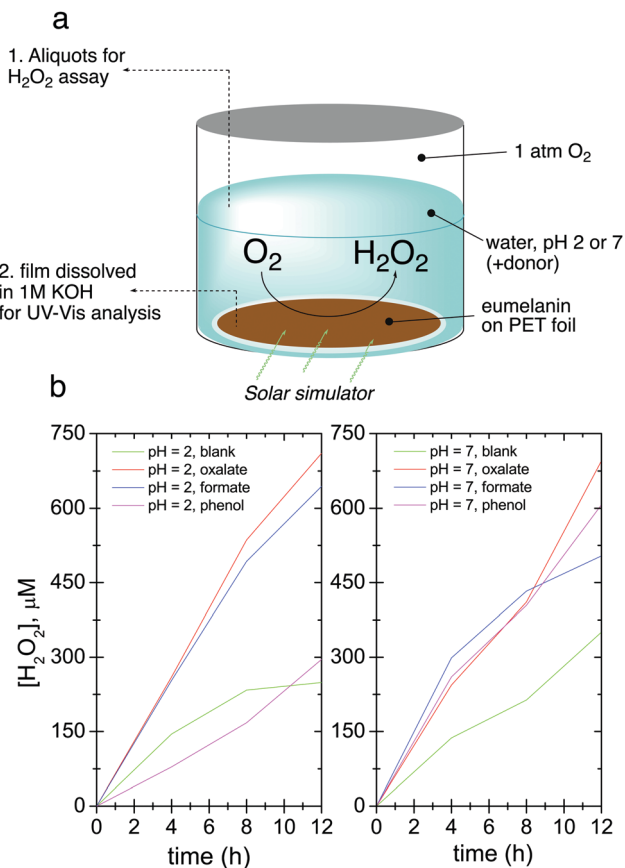 a
1. Aliquots for
H₂O₂ assay
1 atm O₂
water, pH 2 or 7
(+donor)
O₂
H₂O₂
2. film dissolved
in 1M KOH
for UV-Vis analysis
eumelanin
on PET foil
Solar simulator
b
750
600
450
300
150
0
[H₂O₂], µM
pH = 2, blank
pH = 2, oxalate
pH = 2, formate
pH = 2, phenol
0 2 4 6 8 10 12
time (h)
750
600
450
300
150
0
pH = 7, blank
pH = 7, oxalate
pH = 7, formate
pH = 7, phenol
0 2 4 6 8 10 12
time (h)